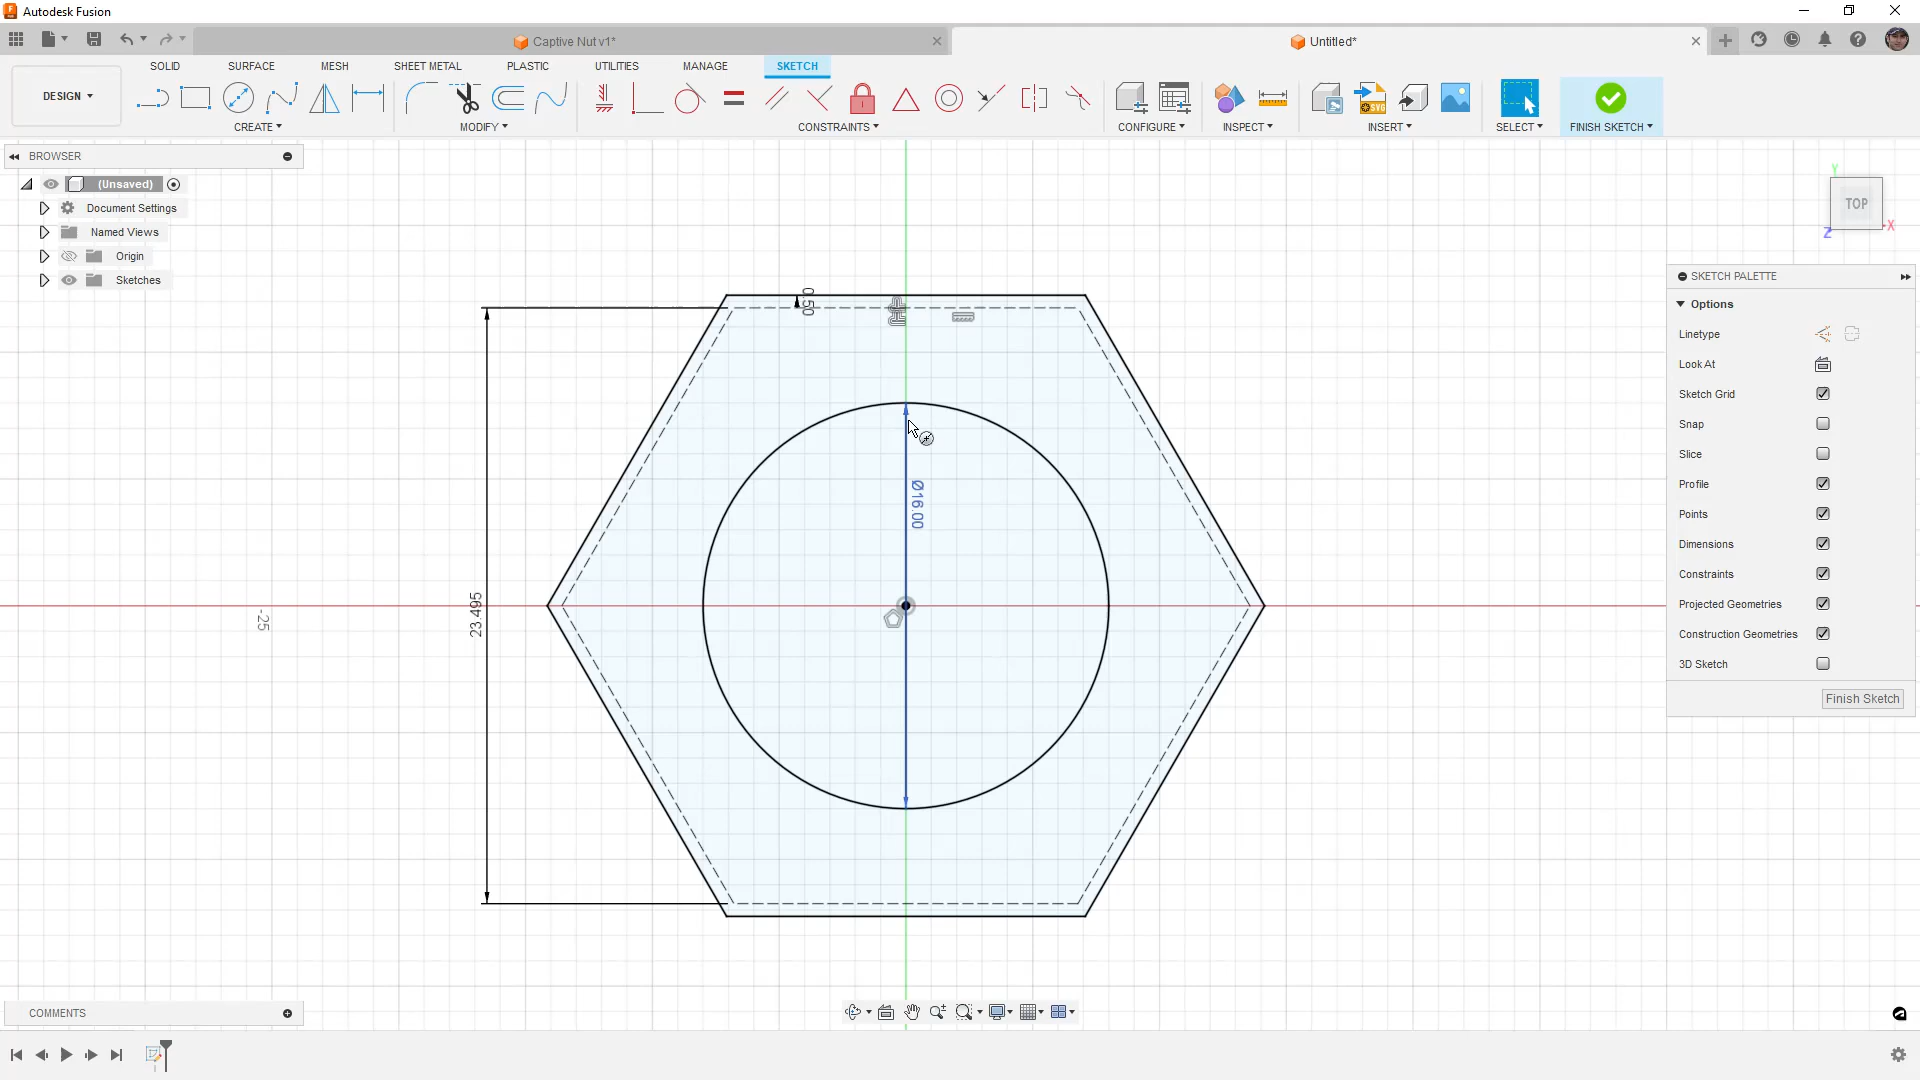 Autodesk Fusion
Captive Nut v1*
Untitled*
DESIGN
SOLID
SURFACE
MESH
SHEET METAL
PLASTIC
UTILITIES
MANAGE
SKETCH
CREATE
MODIFY
CONSTRAINTS
CONFIGURE
INSPECT
INSERT
SELECT
FINISH SKETCH
BROWSER
(Unsaved)
Document Settings
Named Views
Origin
Sketches
Y
TOP
X
Z
0.50
Ø16.00
23.495
-25
SKETCH PALETTE
Options
Linetype
Look At
Sketch Grid
Snap
Slice
Profile
Points
Dimensions
Constraints
Projected Geometries
Construction Geometries
3D Sketch
Finish Sketch
COMMENTS